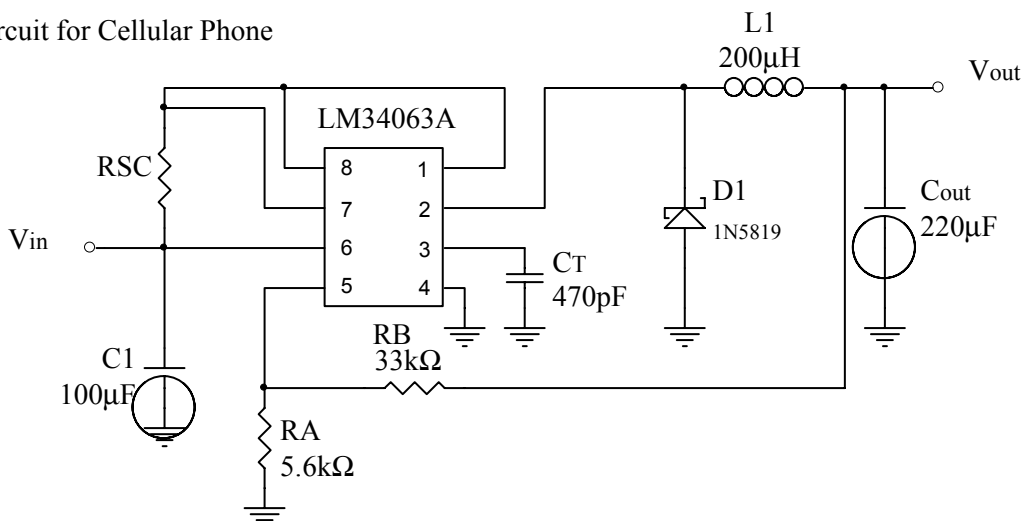 rcuit for Cellular Phone
L1
200μH
Vout
LM34063A
RSC
8 1
7 2
6 3
5 4
Vin
D1
1N5819
Cout
220μF
CT
470pF
RB
33kΩ
C1
100μF
RA
5.6kΩ